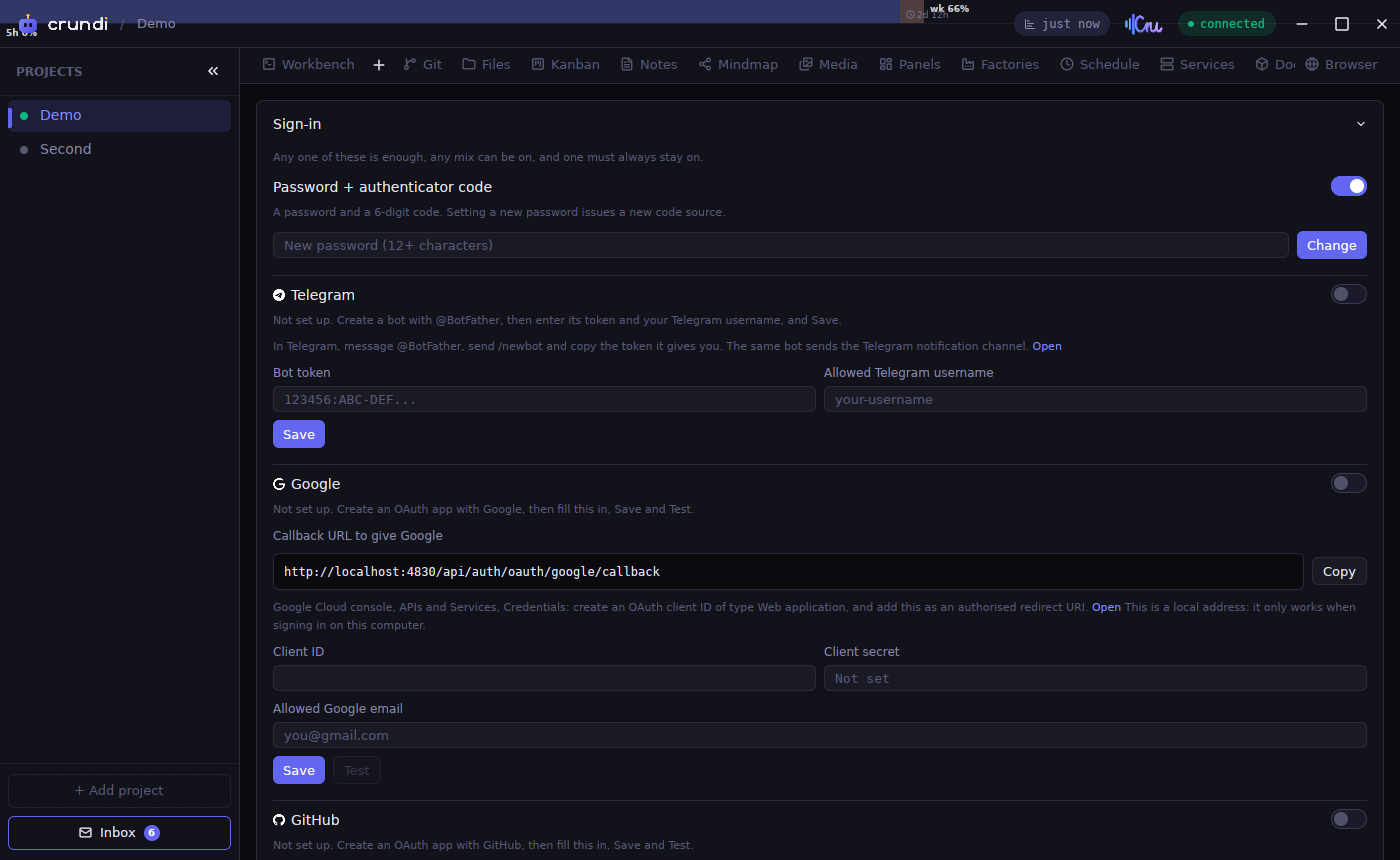 5h 0%
crundi / Demo
2d 12h
wk 66%
just now
Cru
connected
PROJECTS
Demo
Second
+ Add project
Inbox 6
Workbench + Git Files Kanban Notes Mindmap Media Panels Factories Schedule Services Doc Browser
Sign-in
Any one of these is enough, any mix can be on, and one must always stay on.
Password + authenticator code
A password and a 6-digit code. Setting a new password issues a new code source.
New password (12+ characters) Change
Telegram
Not set up. Create a bot with @BotFather, then enter its token and your Telegram username, and Save.
In Telegram, message @BotFather, send /newbot and copy the token it gives you. The same bot sends the Telegram notification channel. Open
Bot token Allowed Telegram username
123456:ABC-DEF... your-username
Save
Google
Not set up. Create an OAuth app with Google, then fill this in, Save and Test.
Callback URL to give Google
http://localhost:4830/api/auth/oauth/google/callback Copy
Google Cloud console, APIs and Services, Credentials: create an OAuth client ID of type Web application, and add this as an authorised redirect URI. Open This is a local address: it only works when
signing in on this computer.
Client ID Client secret
Not set
Allowed Google email
you@gmail.com
Save Test
GitHub
Not set up. Create an OAuth app with GitHub, then fill this in, Save and Test.